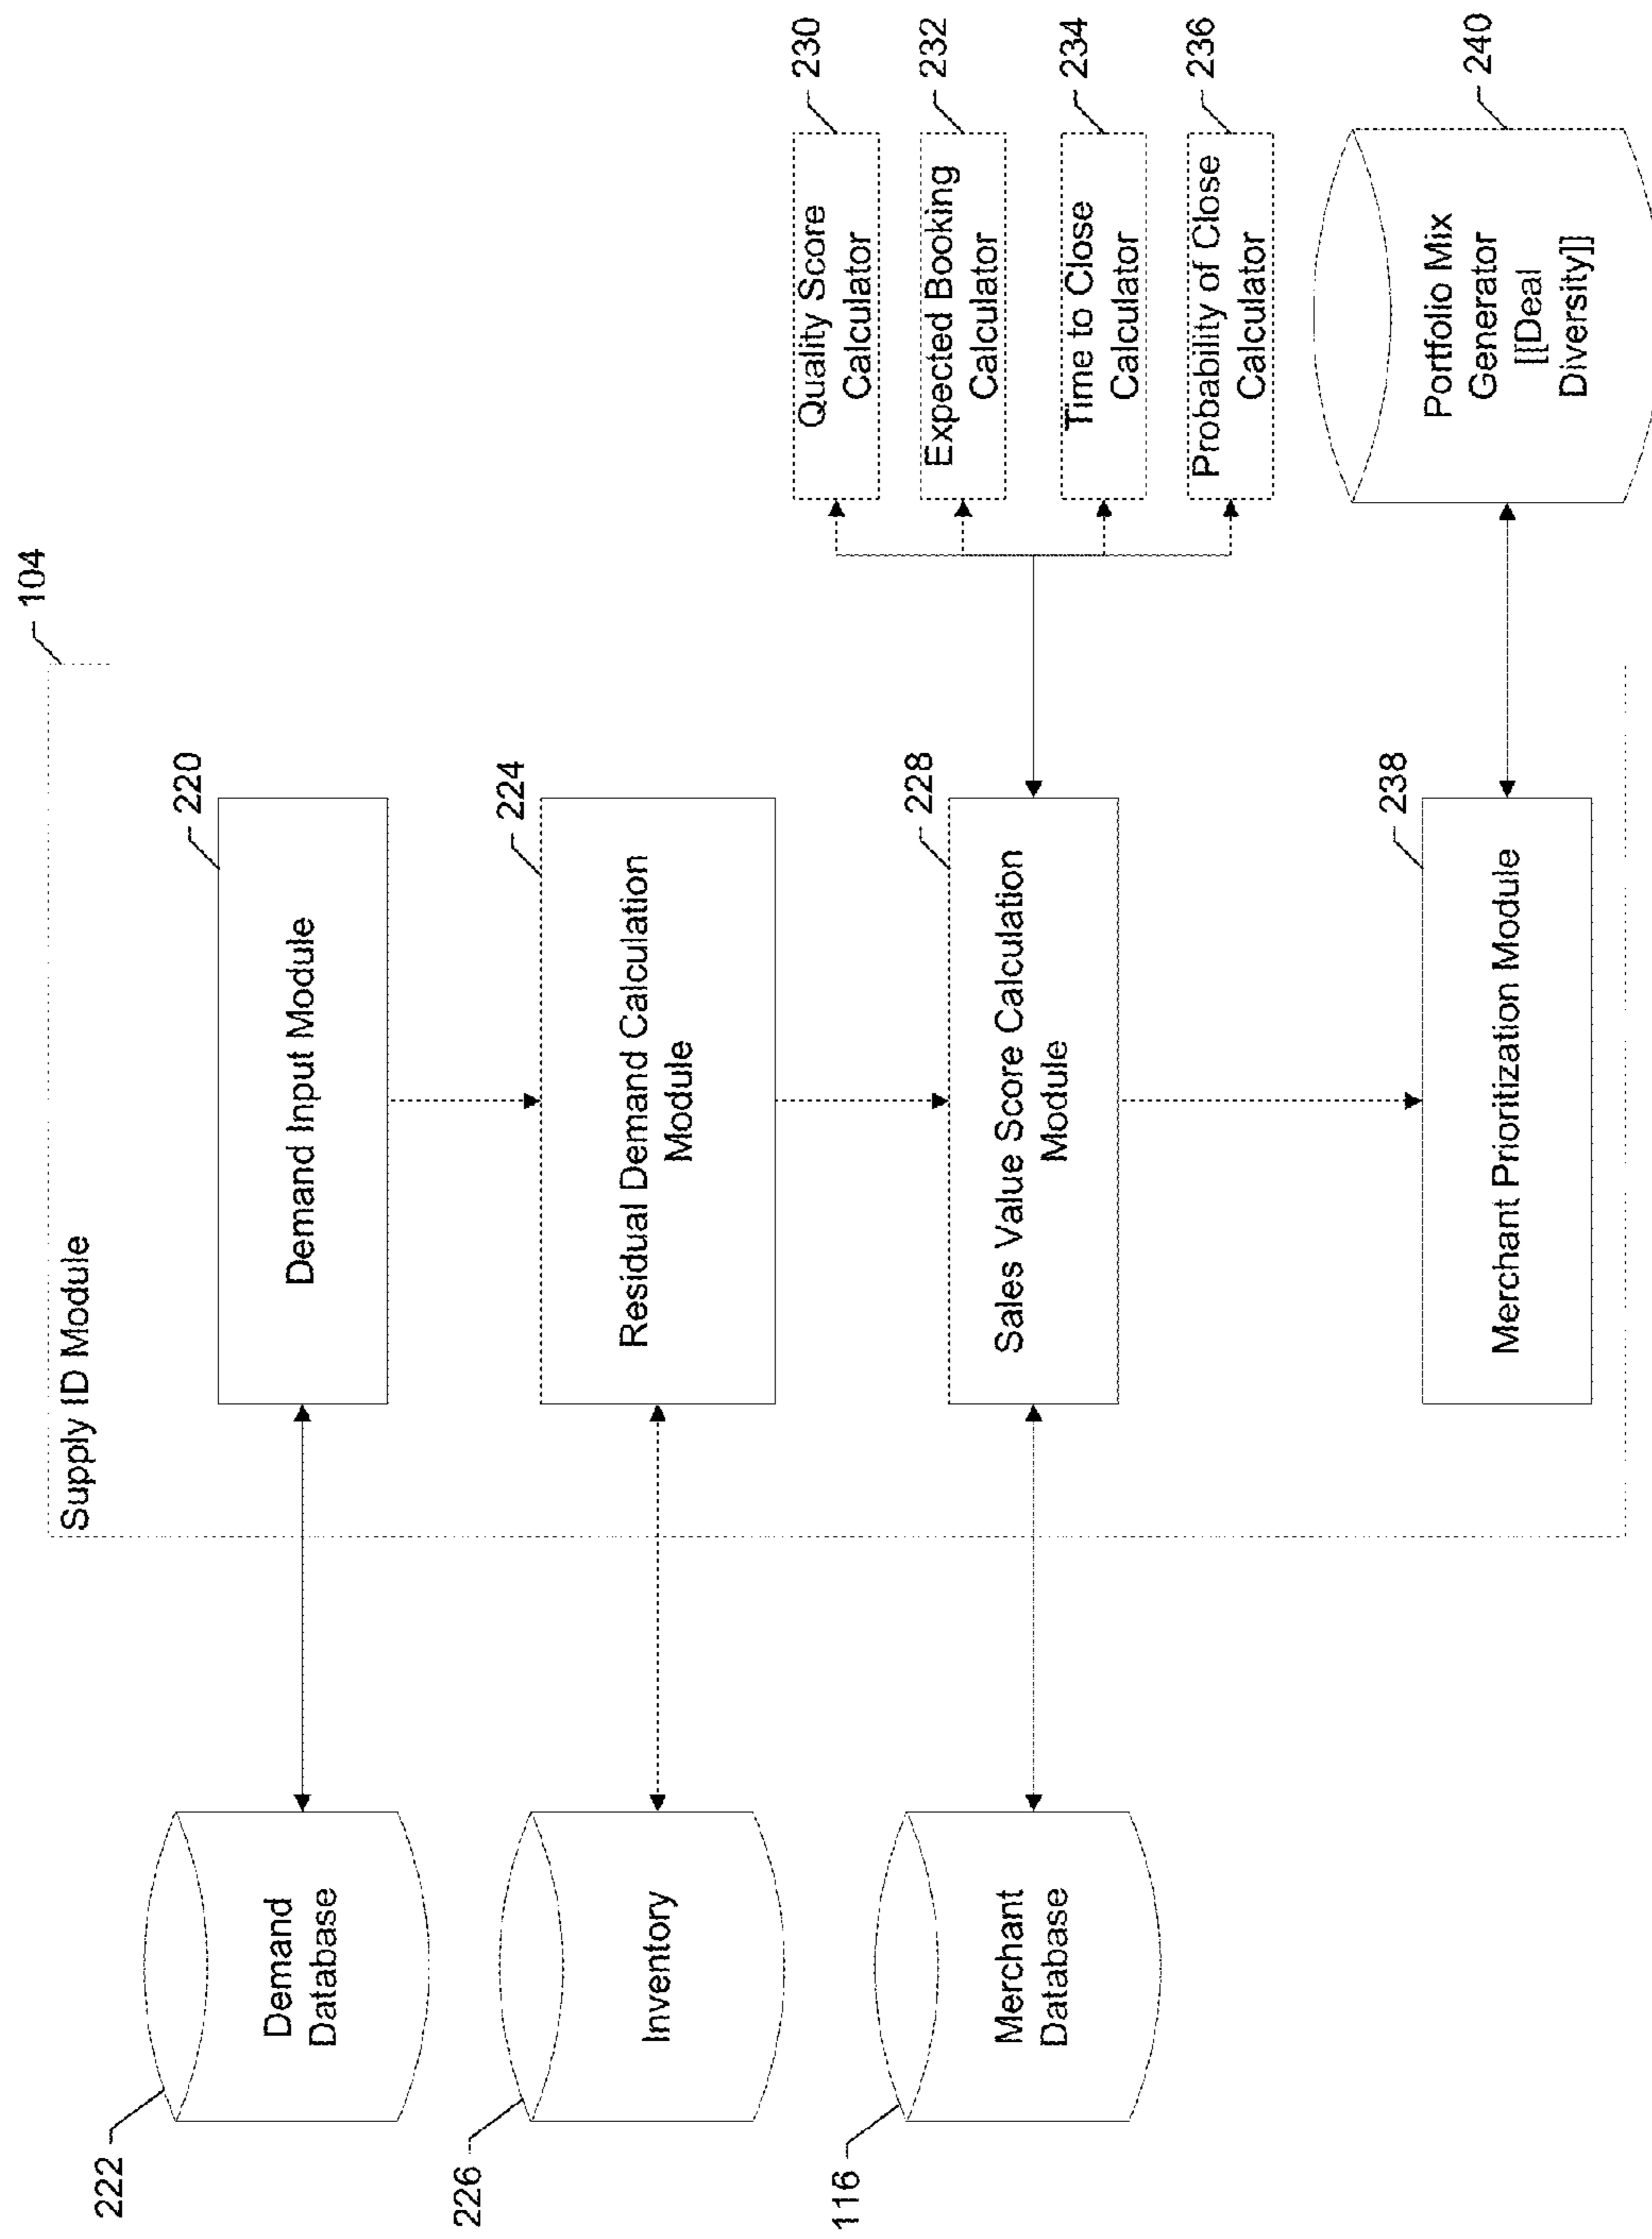 Supply ID Module
104
222
Demand
Database
Demand Input Module
220
226
Inventory
Residual Demand Calculation
Module
224
116
Merchant
Database
Sales Value Score Calculation
Module
228
Quality Score
Calculator
230
Expected Booking
Calculator
232
Time to Close
Calculator
234
Probability of Close
Calculator
236
Merchant Prioritization Module
238
Portfolio Mix
Generator
[[Deal
Diversity]]
240